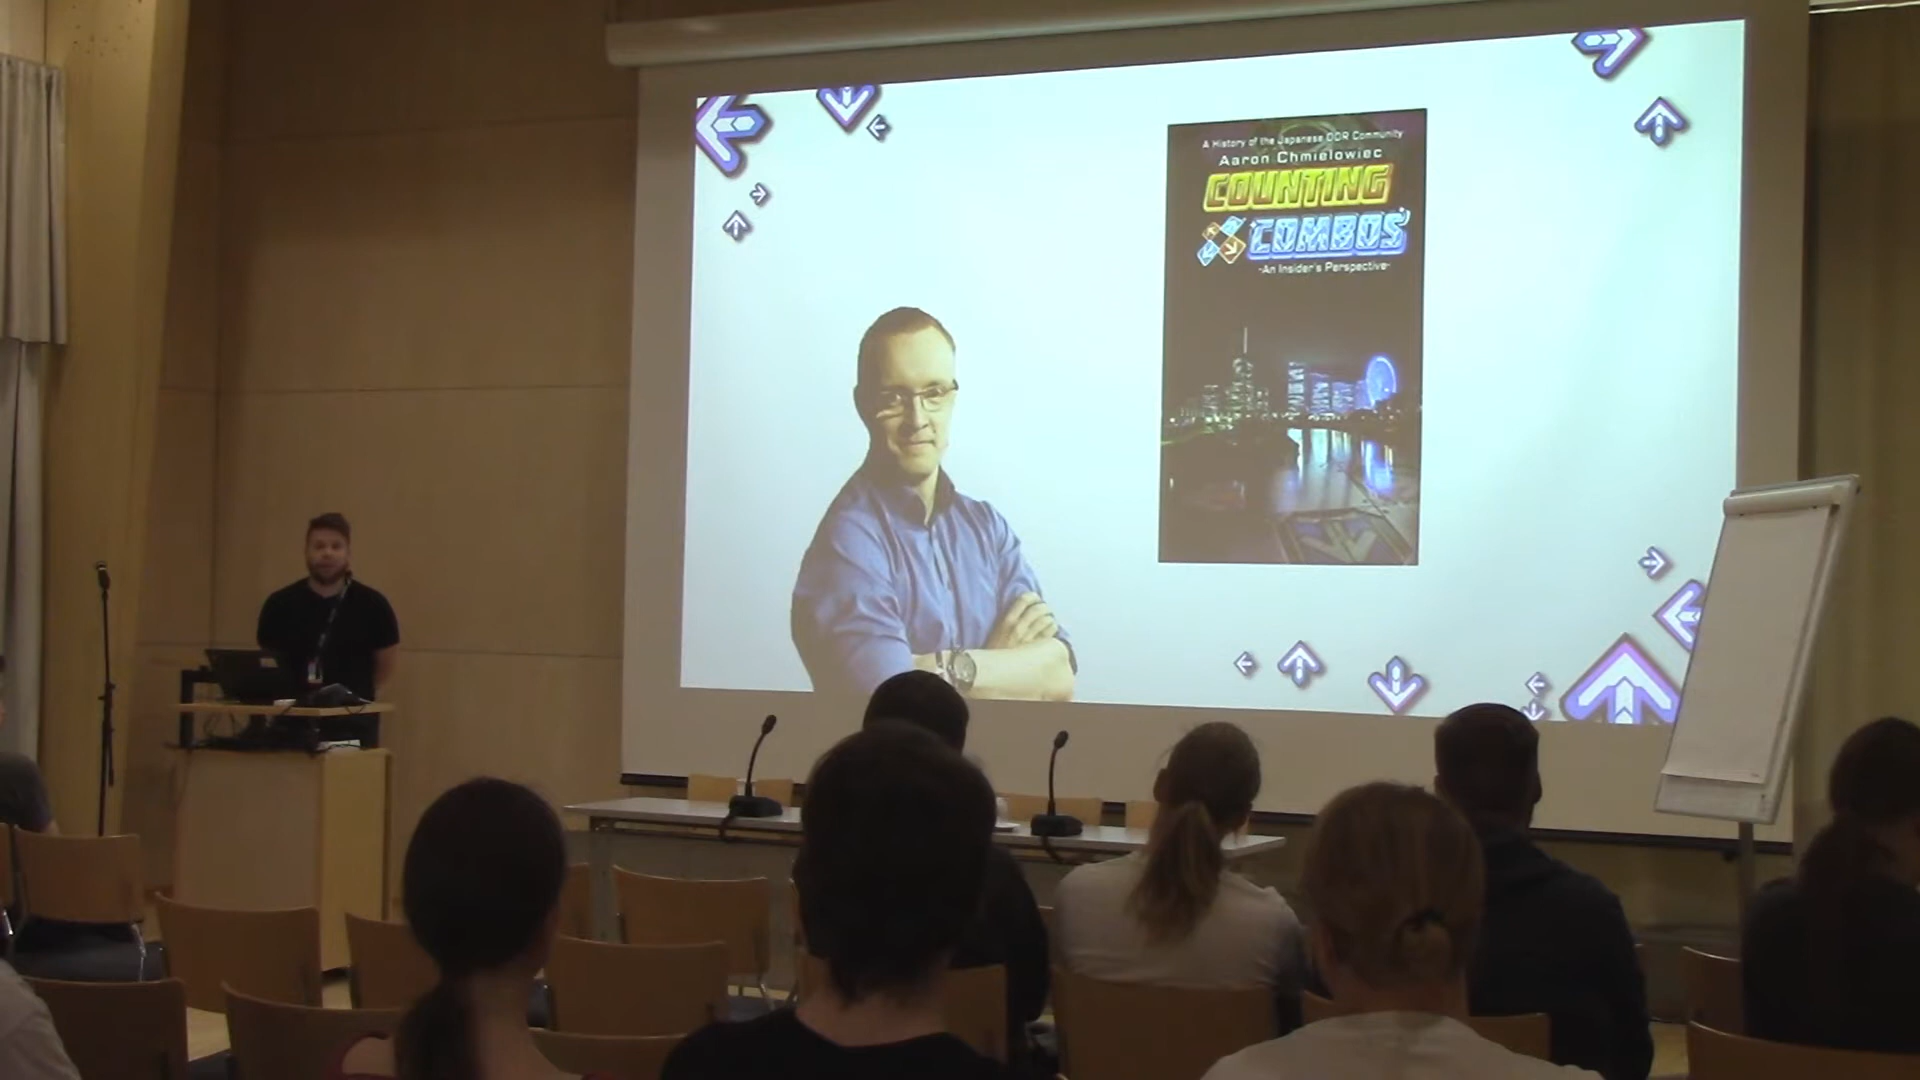 A History of the Japanese DDR Community
Aaron Chmielowiec
COUNTING
COMBOS
-An Insider's Perspective-